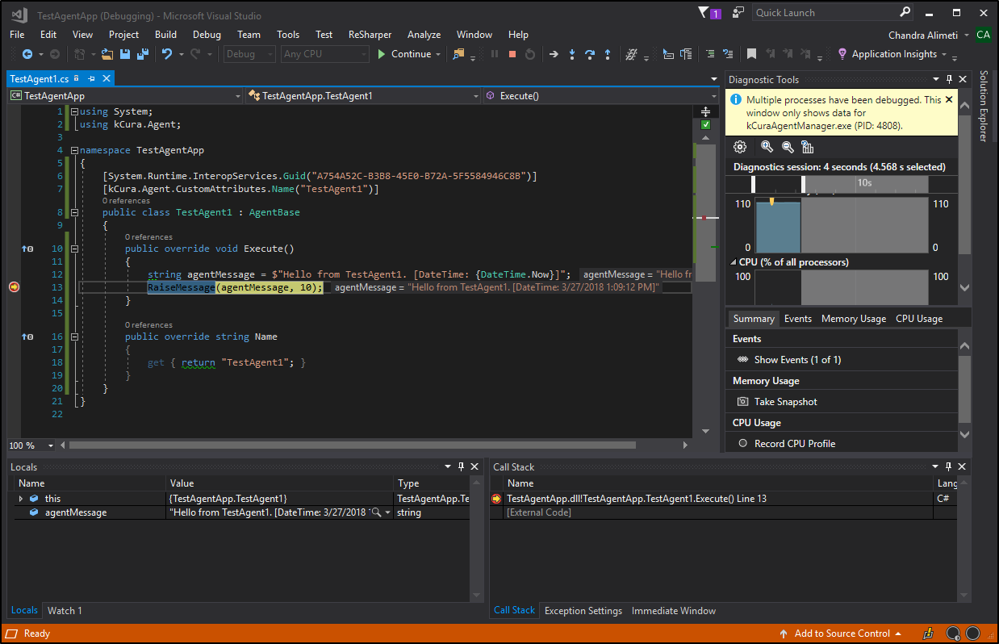 TestAgentApp (Debugging) - Microsoft Visual Studio
1
Quick Launch
File Edit View Project Build Debug Team Tools Test ReSharper Analyze Window Help
Chandra Alimeti CA
Debug Any CPU Continue Application Insights
TestAgent1.cs
C# TestAgentApp TestAgentApp.TestAgent1 Execute()
1 using System;
2 using kCura.Agent;
3
4 namespace TestAgentApp
5 {
6 [System.Runtime.InteropServices.Guid("A754A52C-B3B8-45E0-B72A-5F5584946C8B")]
7 [kCura.Agent.CustomAttributes.Name("TestAgent1")]
0 references
8 public class TestAgent1 : AgentBase
9 {
0 references
10 public override void Execute()
11 {
12 string agentMessage = $"Hello from TestAgent1. [DateTime: {DateTime.Now}]"; agentMessage = "Hello fr
13 RaiseMessage(agentMessage, 10); agentMessage = "Hello from TestAgent1. [DateTime: 3/27/2018 1:09:12 PM]"
14 }
15
0 references
16 public override string Name
17 {
18 get { return "TestAgent1"; }
19 }
20 }
21 }
22
100 %
Diagnostic Tools
Multiple processes have been debugged. This
window only shows data for
kCuraAgentManager.exe (PID: 4808).
Diagnostics session: 4 seconds (4.568 s selected)
10s
110 110
0 0
CPU (% of all processors)
100 100
Summary Events Memory Usage CPU Usage
Events
Show Events (1 of 1)
Memory Usage
Take Snapshot
CPU Usage
Record CPU Profile
Solution Explorer
Locals
Name Value Type
this {TestAgentApp.TestAgent1} TestAgentApp.Te
agentMessage "Hello from TestAgent1. [DateTime: 3/27/2018 string
Locals Watch 1
Call Stack
Name Lang
TestAgentApp.dll!TestAgentApp.TestAgent1.Execute() Line 13 C#
[External Code]
Call Stack Exception Settings Immediate Window
Ready
Add to Source Control